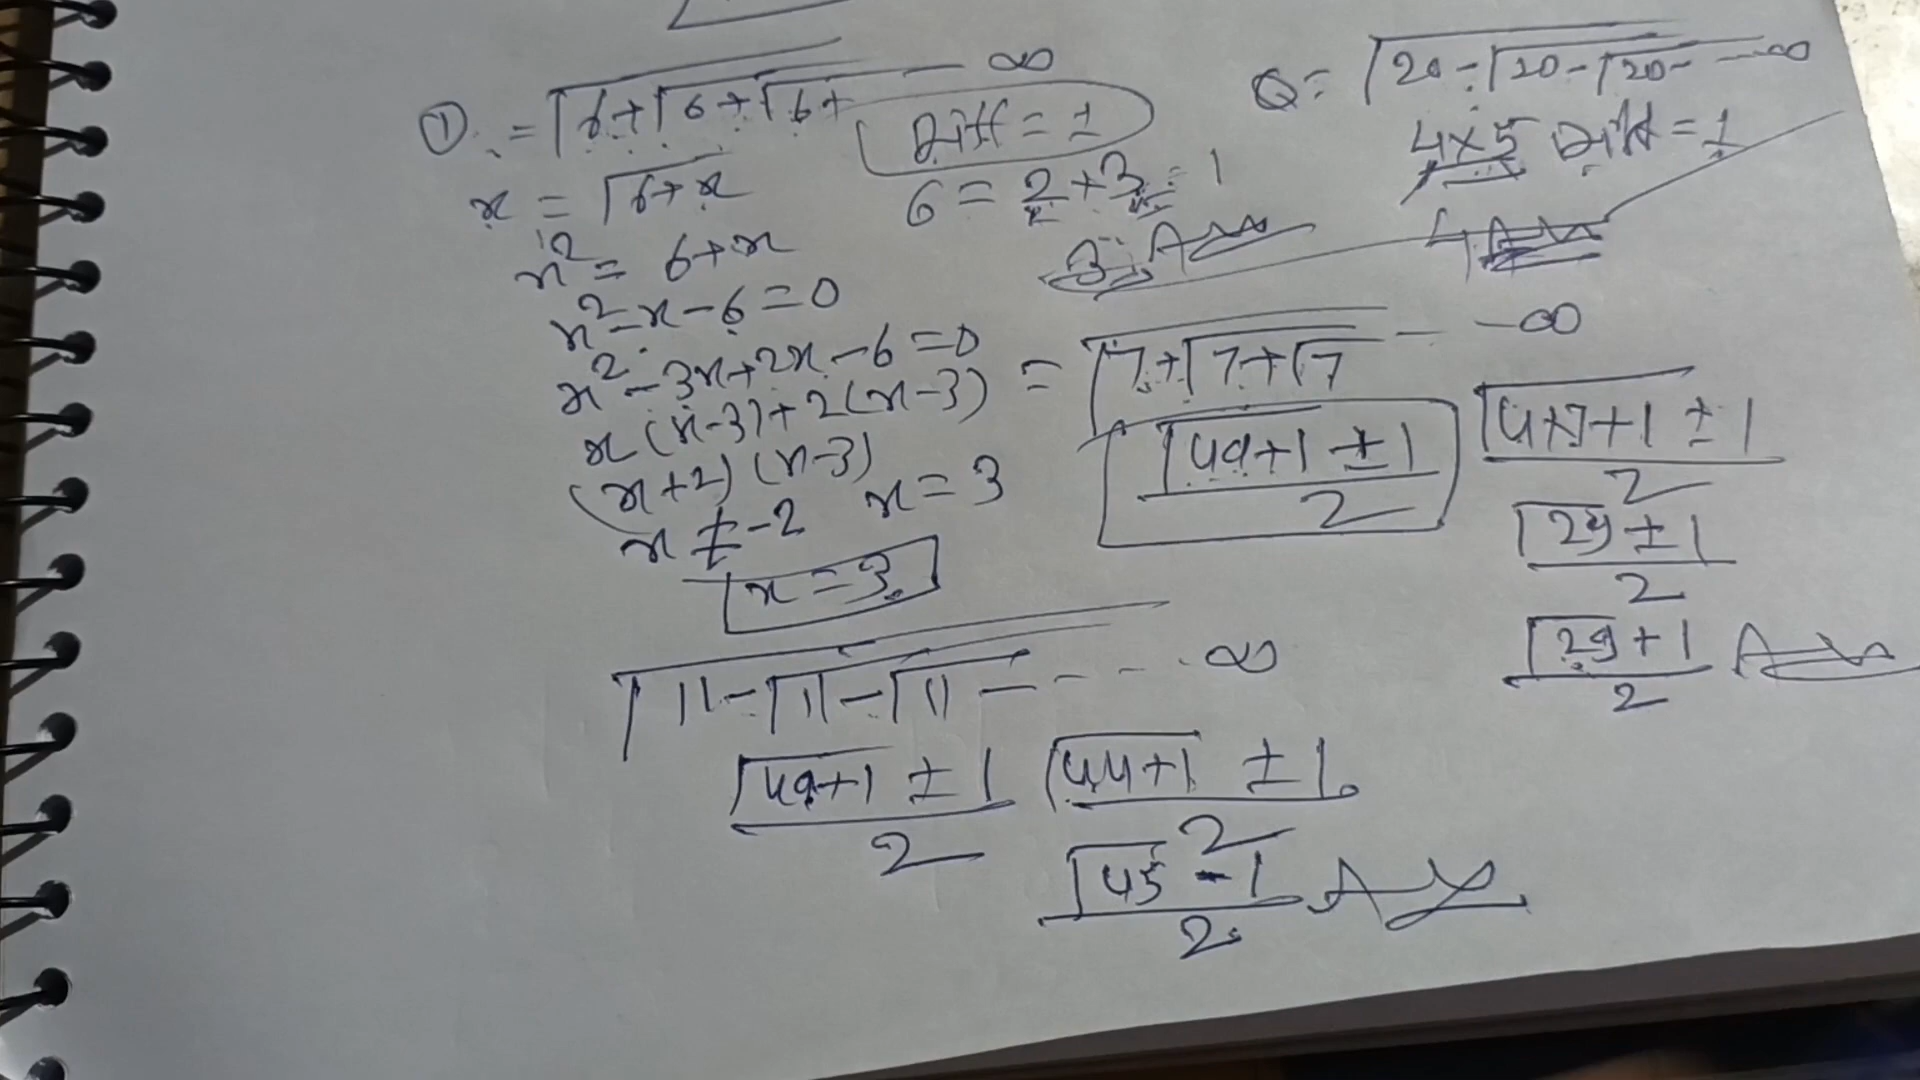 ① = √6+√6+√6+ --- ∞
Diff = 1
x = √6+x
6 = 2+3 = 1
x² = 6+x
3 Ans
x²-x-6=0
x²-3x+2x-6=0
x(x-3)+2(x-3)
(x+2)(x-3)
x ≠ -2 x = 3
x=3
Q = √20-√20-√20- --- ∞
4×5 Diff = 1
4 Ans
= √7+√7+√7 --- ∞
√4a+1 ± 1 / 2
√4×7+1 ± 1 / 2
√29 ± 1 / 2
√29 + 1 / 2 Ans
√11-√11-√11 ---- ∞
√4a+1 ± 1 / 2
√44+1 ± 1 / 2
√45 - 1 / 2 Ans